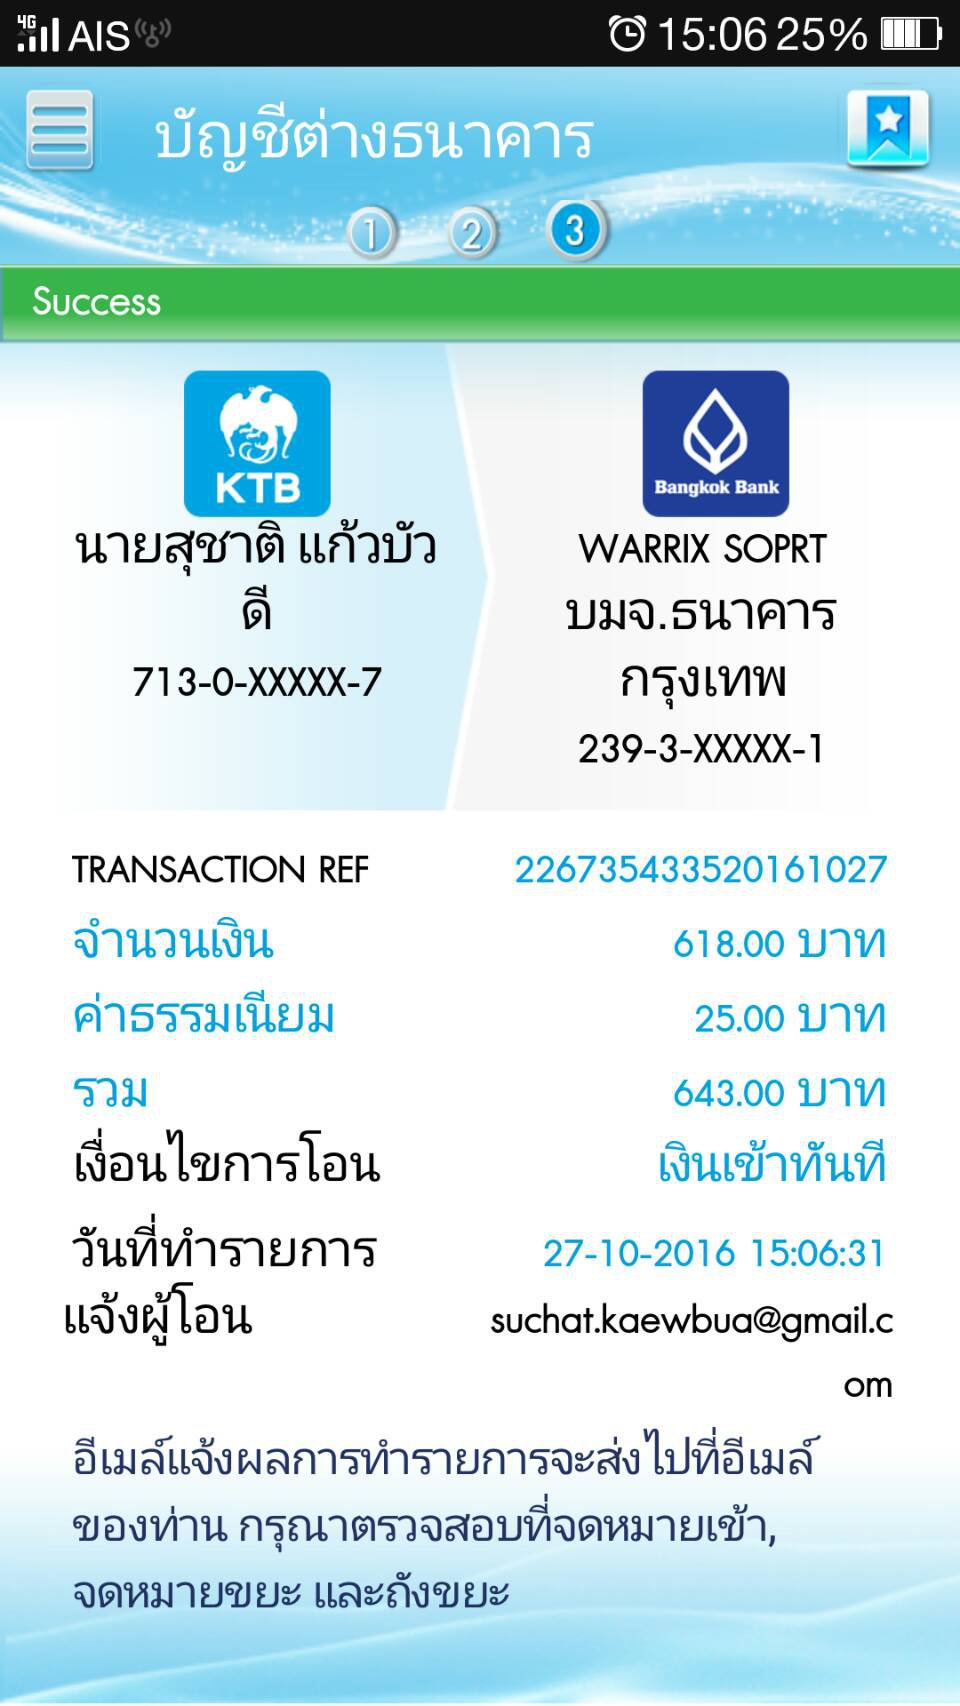 4G AIS 15:06 25%
บัญชีต่างธนาคาร
1 2 3
Success
KTB
นายสุชาติ แก้วบัว
ดี
713-0-XXXXX-7
Bangkok Bank
WARRIX SOPRT
บมจ.ธนาคาร
กรุงเทพ
239-3-XXXXX-1
TRANSACTION REF 226735433520161027
จำนวนเงิน 618.00 บาท
ค่าธรรมเนียม 25.00 บาท
รวม 643.00 บาท
เงื่อนไขการโอน เงินเข้าทันที
วันที่ทำรายการ 27-10-2016 15:06:31
แจ้งผู้โอน suchat.kaewbua@gmail.c
om
อีเมล์แจ้งผลการทำรายการจะส่งไปที่อีเมล์
ของท่าน กรุณาตรวจสอบที่จดหมายเข้า,
จดหมายขยะ และถังขยะ